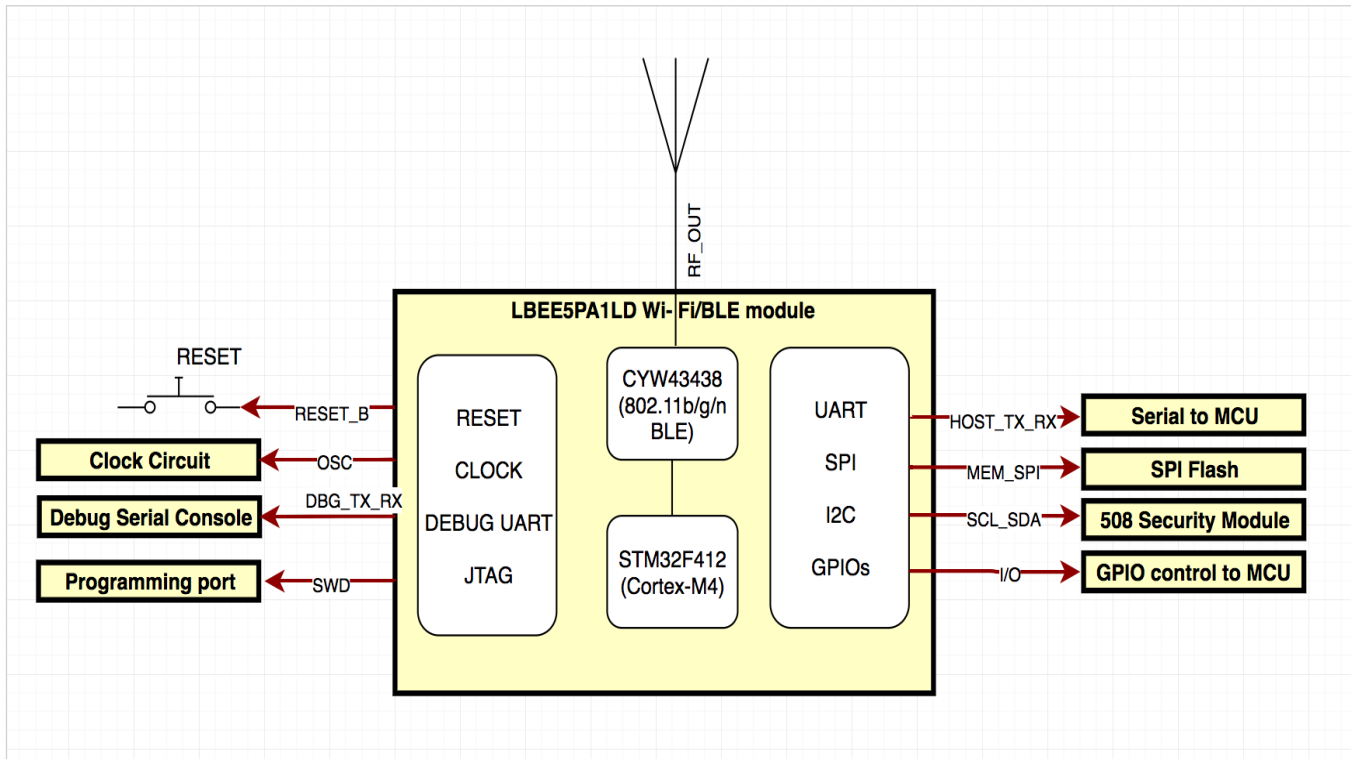 RF_OUT
LBEE5PA1LD Wi- Fi/BLE module
RESET
RESET_B
Clock Circuit
OSC
Debug Serial Console
DBG_TX_RX
Programming port
SWD
RESET
CLOCK
DEBUG UART
JTAG
CYW43438
(802.11b/g/n
BLE)
STM32F412
(Cortex-M4)
UART
SPI
I2C
GPIOs
HOST_TX_RX
Serial to MCU
MEM_SPI
SPI Flash
SCL_SDA
508 Security Module
I/O
GPIO control to MCU